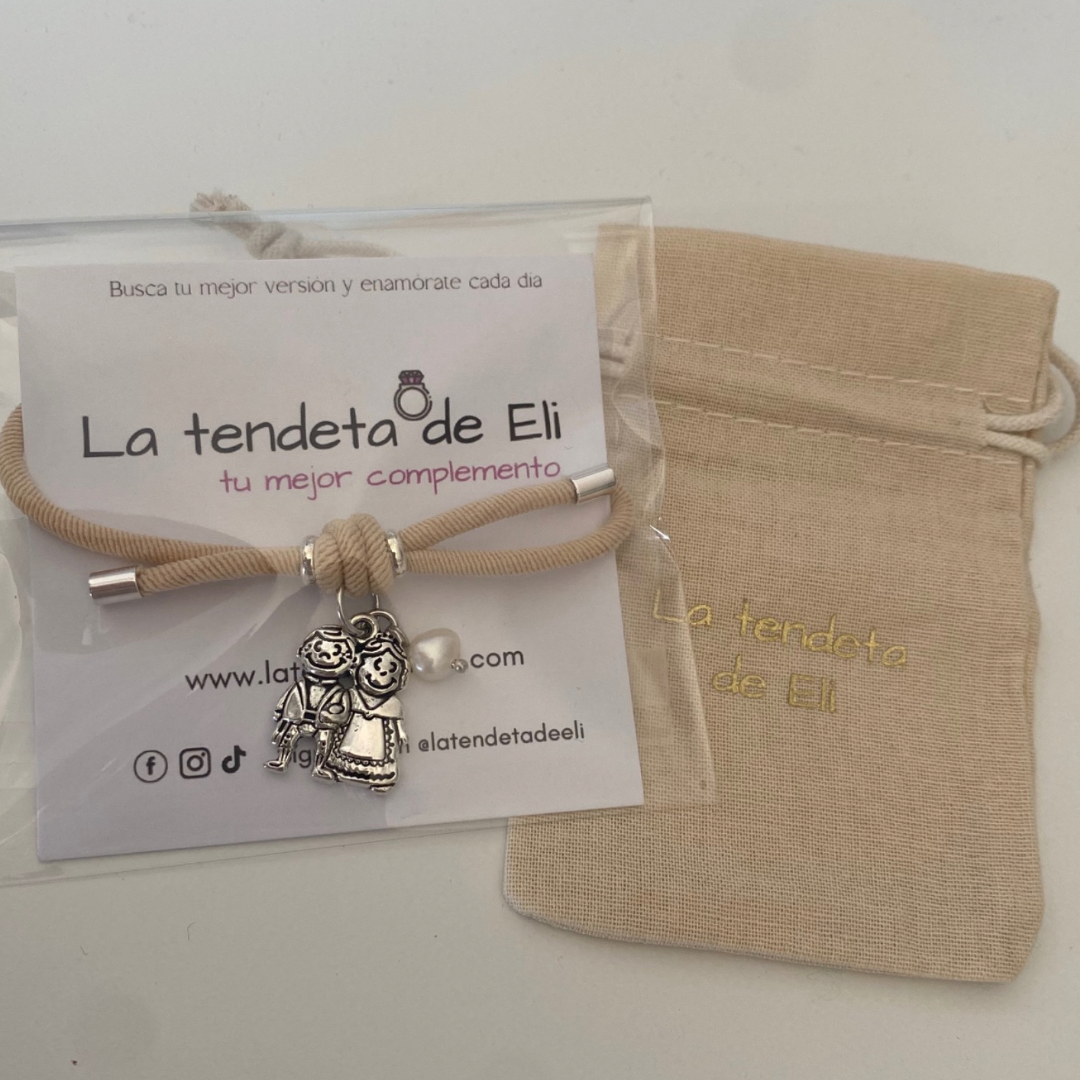 Busca tu mejor versión y enamórate cada día
La tendeta de Eli
tu mejor complemento
www.lat com
@latendetadeeli
La tendeta
de Eli